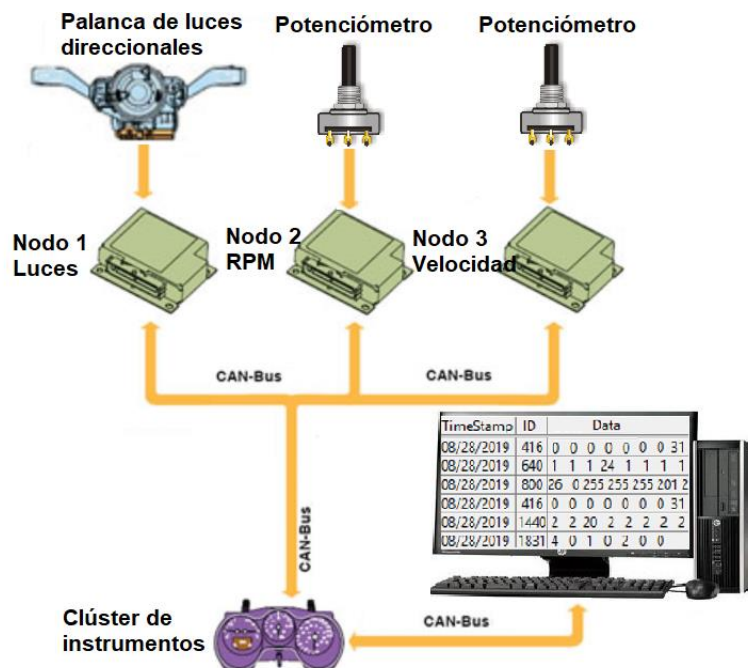 Palanca de luces
direccionales
Potenciómetro
Potenciómetro
Nodo 1
Luces
Nodo 2
RPM
Nodo 3
Velocidad
CAN-Bus
CAN-Bus
CAN-Bus
TimeStamp ID Data
08/28/2019 416 0 0 0 0 0 0 0 31
08/28/2019 640 1 1 1 24 1 1 1 1
08/28/2019 800 26 0 255 255 255 201 2
08/28/2019 416 0 0 0 0 0 0 0 31
08/28/2019 1440 2 2 20 2 2 2 2 2
08/28/2019 1831 4 0 1 0 2 0 0
Clúster de
instrumentos
CAN-Bus